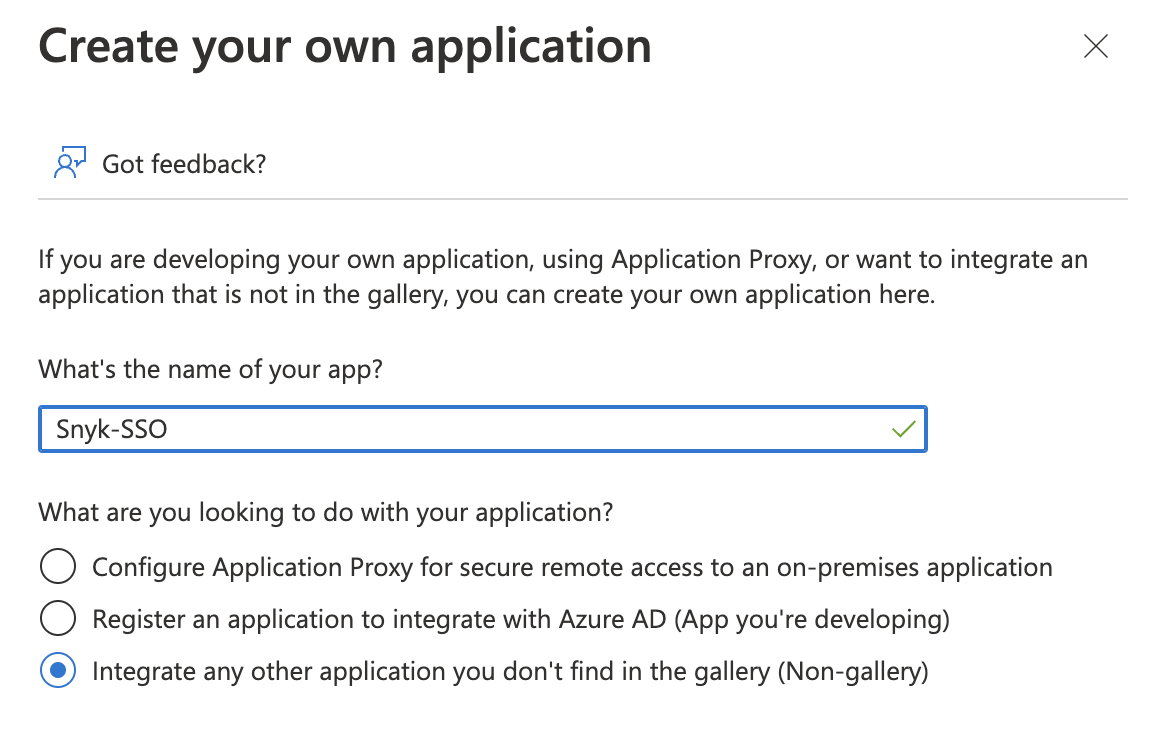 Create your own application
Got feedback?
If you are developing your own application, using Application Proxy, or want to integrate an
application that is not in the gallery, you can create your own application here.
What's the name of your app?
Snyk-SSO
What are you looking to do with your application?
Configure Application Proxy for secure remote access to an on-premises application
Register an application to integrate with Azure AD (App you're developing)
Integrate any other application you don't find in the gallery (Non-gallery)